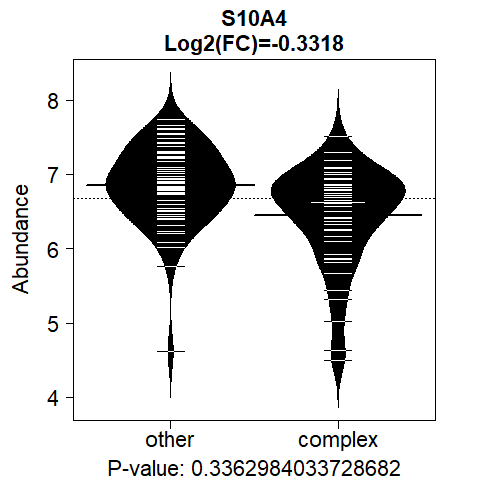 S10A4
Log2(FC)=-0.3318
8
7
6
5
4
Abundance
other complex
P-value: 0.3362984033728682